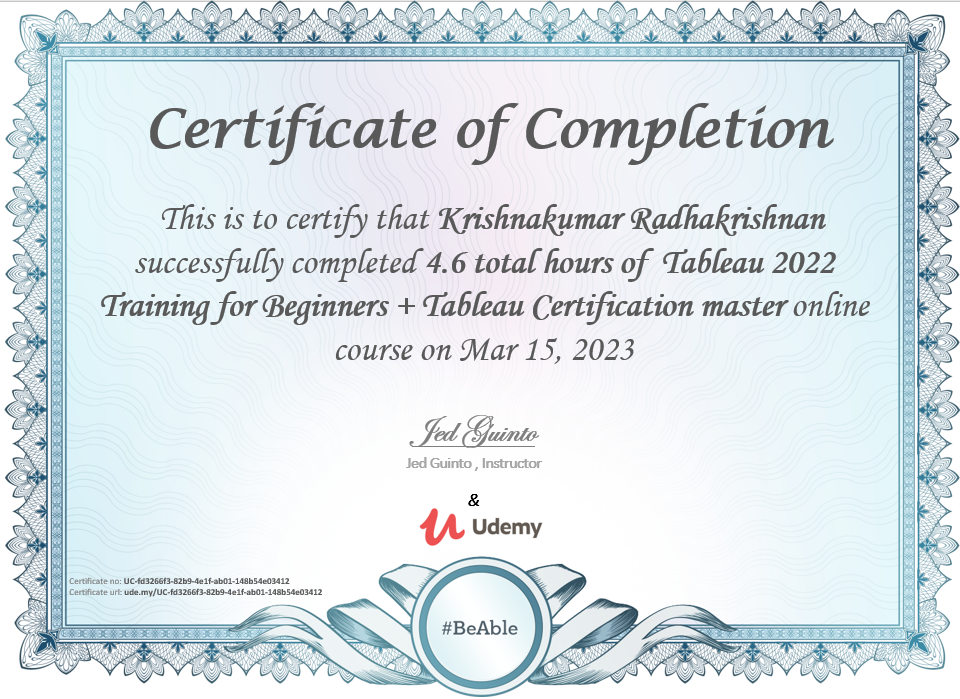 Certificate of Completion
This is to certify that Krishnakumar Radhakrishnan
successfully completed 4.6 total hours of Tableau 2022
Training for Beginners + Tableau Certification master online
course on Mar 15, 2023
Jed Guinto
Jed Guinto , Instructor
&
Udemy
Certificate no: UC-fd3266f3-82b9-4e1f-ab01-148b54e03412
Certificate url: ude.my/UC-fd3266f3-82b9-4e1f-ab01-148b54e03412
#BeAble